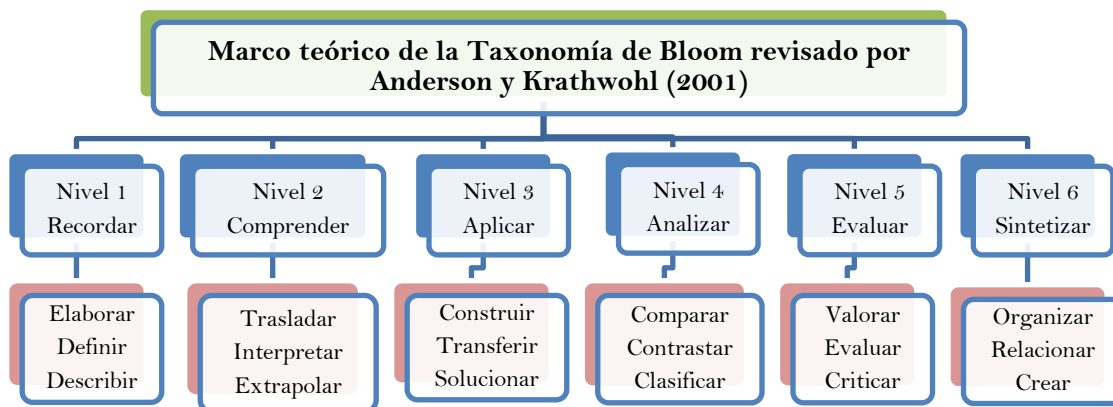 Marco teórico de la Taxonomía de Bloom revisado por
Anderson y Krathwohl (2001)
Nivel 1
Recordar
Nivel 2
Comprender
Nivel 3
Aplicar
Nivel 4
Analizar
Nivel 5
Evaluar
Nivel 6
Sintetizar
Elaborar
Definir
Describir
Trasladar
Interpretar
Extrapolar
Construir
Transferir
Solucionar
Comparar
Contrastar
Clasificar
Valorar
Evaluar
Criticar
Organizar
Relacionar
Crear